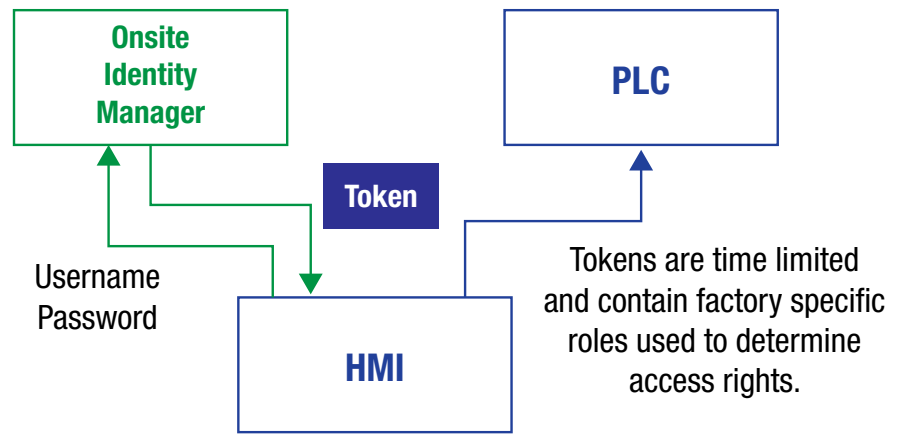 Onsite
Identity
Manager
PLC
Token
Username
Password
Tokens are time limited
and contain factory specific
roles used to determine
access rights.
HMI